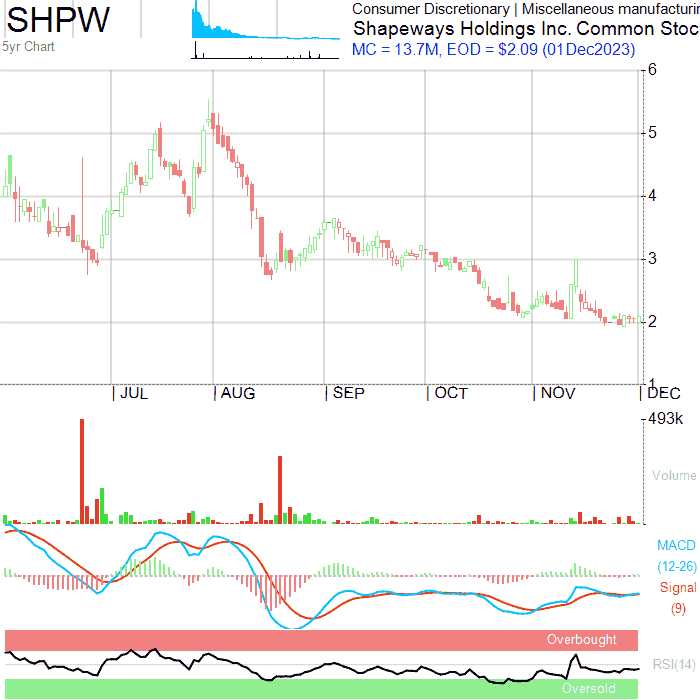 SHPW
5yr Chart
Consumer Discretionary | Miscellaneous manufacturin
Shapeways Holdings Inc. Common Stoc
MC = 13.7M, EOD = $2.09 (01Dec2023)
6
5
4
3
2
1
JUL AUG SEP OCT NOV DEC
493k
Volume
MACD
(12-26)
Signal
(9)
Overbought
RSI(14)
Oversold